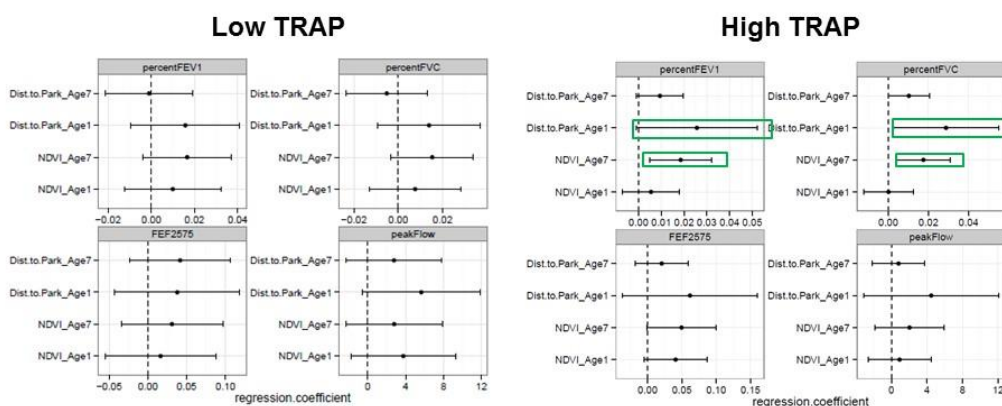 Low TRAP
percentFEV1
percentFVC
Dist.to.Park_Age7
Dist.to.Park_Age1
NDVI_Age7
NDVI_Age1
Dist.to.Park_Age7
Dist.to.Park_Age1
NDVI_Age7
NDVI_Age1
−0.02 0.00 0.02 0.04
−0.02 0.00 0.02
FEF2575
peakFlow
Dist.to.Park_Age7
Dist.to.Park_Age1
NDVI_Age7
NDVI_Age1
Dist.to.Park_Age7
Dist.to.Park_Age1
NDVI_Age7
NDVI_Age1
−0.05 0.00 0.05 0.10
0 4 8 12
regression.coefficient
High TRAP
percentFEV1
percentFVC
Dist.to.Park_Age7
Dist.to.Park_Age1
NDVI_Age7
NDVI_Age1
Dist.to.Park_Age7
Dist.to.Park_Age1
NDVI_Age7
NDVI_Age1
0.00 0.01 0.02 0.03 0.04 0.05
0.00 0.02 0.04
FEF2575
peakFlow
Dist.to.Park_Age7
Dist.to.Park_Age1
NDVI_Age7
NDVI_Age1
Dist.to.Park_Age7
Dist.to.Park_Age1
NDVI_Age7
NDVI_Age1
0.00 0.05 0.10 0.15
0 4 8 12
regression.coefficient